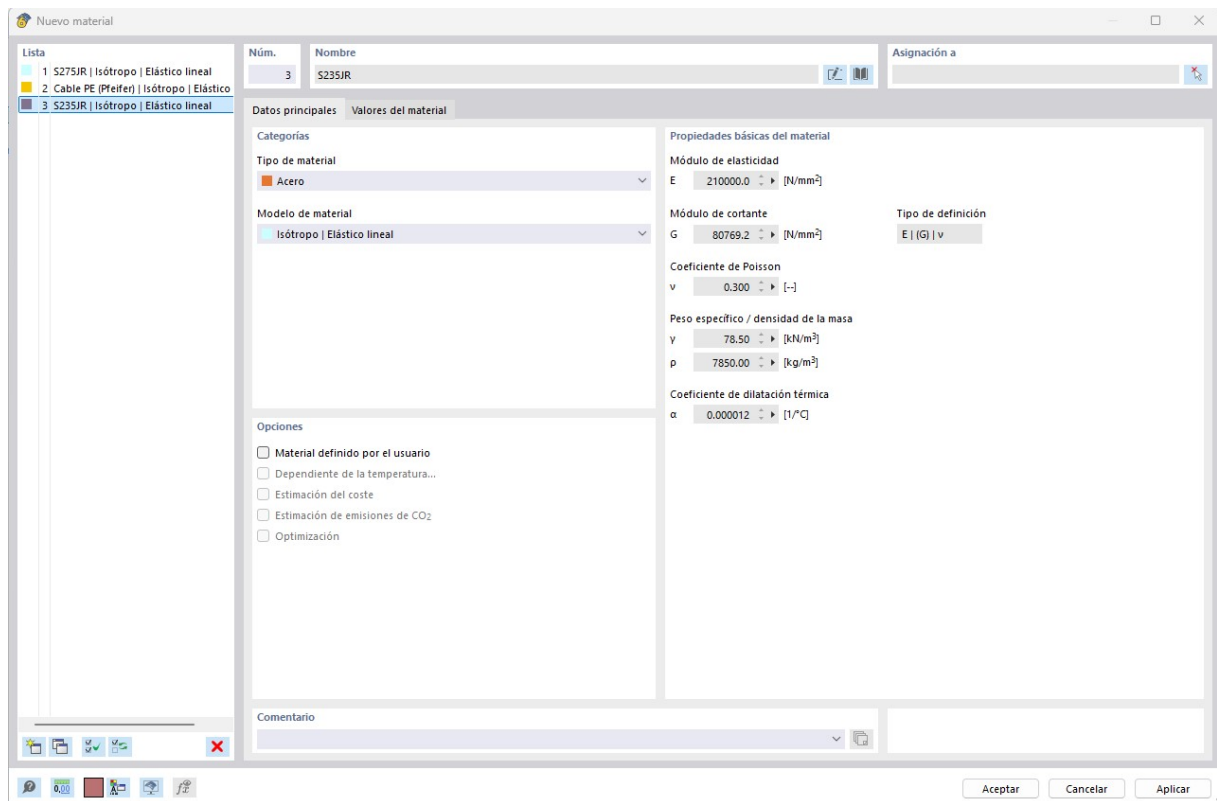 Nuevo material
Lista
1 S275JR | Isótropo | Elástico lineal
2 Cable PE (Pfeifer) | Isótropo | Elástico
3 S235JR | Isótropo | Elástico lineal
Núm.
3
Nombre
S235JR
Asignación a
Datos principales Valores del material
Categorías
Tipo de material
Acero
Modelo de material
Isótropo | Elástico lineal
Opciones
Material definido por el usuario
Dependiente de la temperatura...
Estimación del coste
Estimación de emisiones de CO2
Optimización
Propiedades básicas del material
Módulo de elasticidad
E 210000.0 [N/mm2]
Módulo de cortante Tipo de definición
G 80769.2 [N/mm2] E | (G) | ν
Coeficiente de Poisson
ν 0.300 [--]
Peso específico / densidad de la masa
γ 78.50 [kN/m3]
ρ 7850.00 [kg/m3]
Coeficiente de dilatación térmica
α 0.000012 [1/°C]
Comentario
0,00
Aceptar Cancelar Aplicar